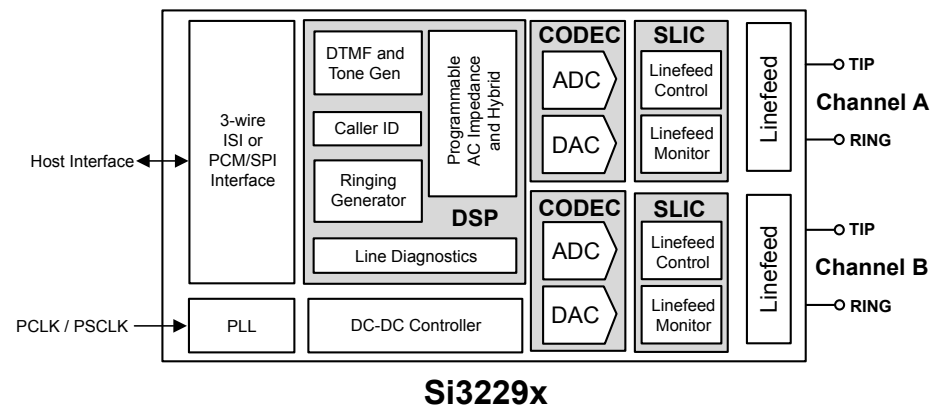 Host Interface
PCLK / PSCLK
3-wire
ISI or
PCM/SPI
Interface
PLL
DTMF and
Tone Gen
Caller ID
Ringing
Generator
Programmable
AC Impedance
and Hybrid
DSP
Line Diagnostics
DC-DC Controller
CODEC
ADC
DAC
SLIC
Linefeed
Control
Linefeed
Monitor
Linefeed
TIP
Channel A
RING
CODEC
ADC
DAC
SLIC
Linefeed
Control
Linefeed
Monitor
Linefeed
TIP
Channel B
RING
Si3229x